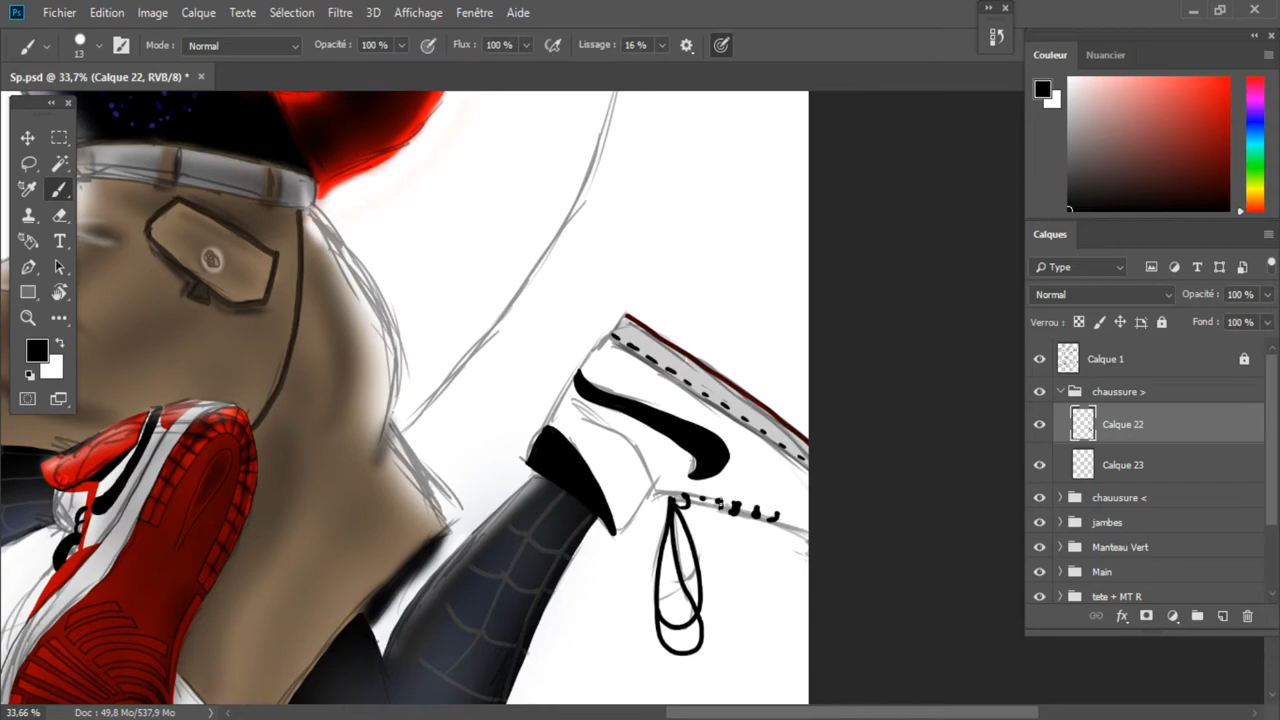 Ps Fichier Edition Image Calque Texte Sélection Filtre 3D Affichage Fenêtre Aide
13 Mode : Normal Opacité : 100 % Flux : 100 % Lissage : 16 %
Sp.psd @ 33,7% (Calque 22, RVB/8) *
Couleur Nuancier
Calques
Type
Normal Opacité : 100 %
Verrou : Fond : 100 %
Calque 1
chaussure >
Calque 22
Calque 23
chauusure <
jambes
Manteau Vert
Main
tete + MT R
fx
33,66 % Doc : 49,8 Mo/537,9 Mo